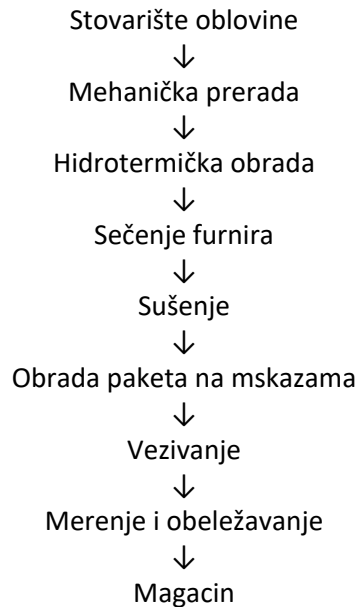 Stovarište oblovine
↓
Mehanička prerada
↓
Hidrotermička obrada
↓
Sečenje furnira
↓
Sušenje
↓
Obrada paketa na mskazama
↓
Vezivanje
↓
Merenje i obeležavanje
↓
Magacin